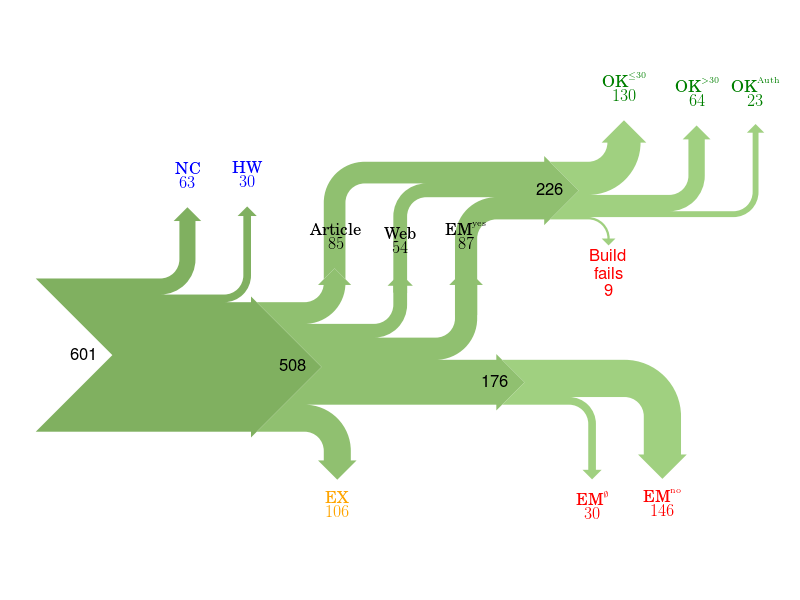 OK≤30
130
OK>30
64
OKAuth
23
NC
63
HW
30
226
Article
85
Web
54
EMyes
87
Build
fails
9
601
508
176
EX
106
EM∅
30
EMno
146